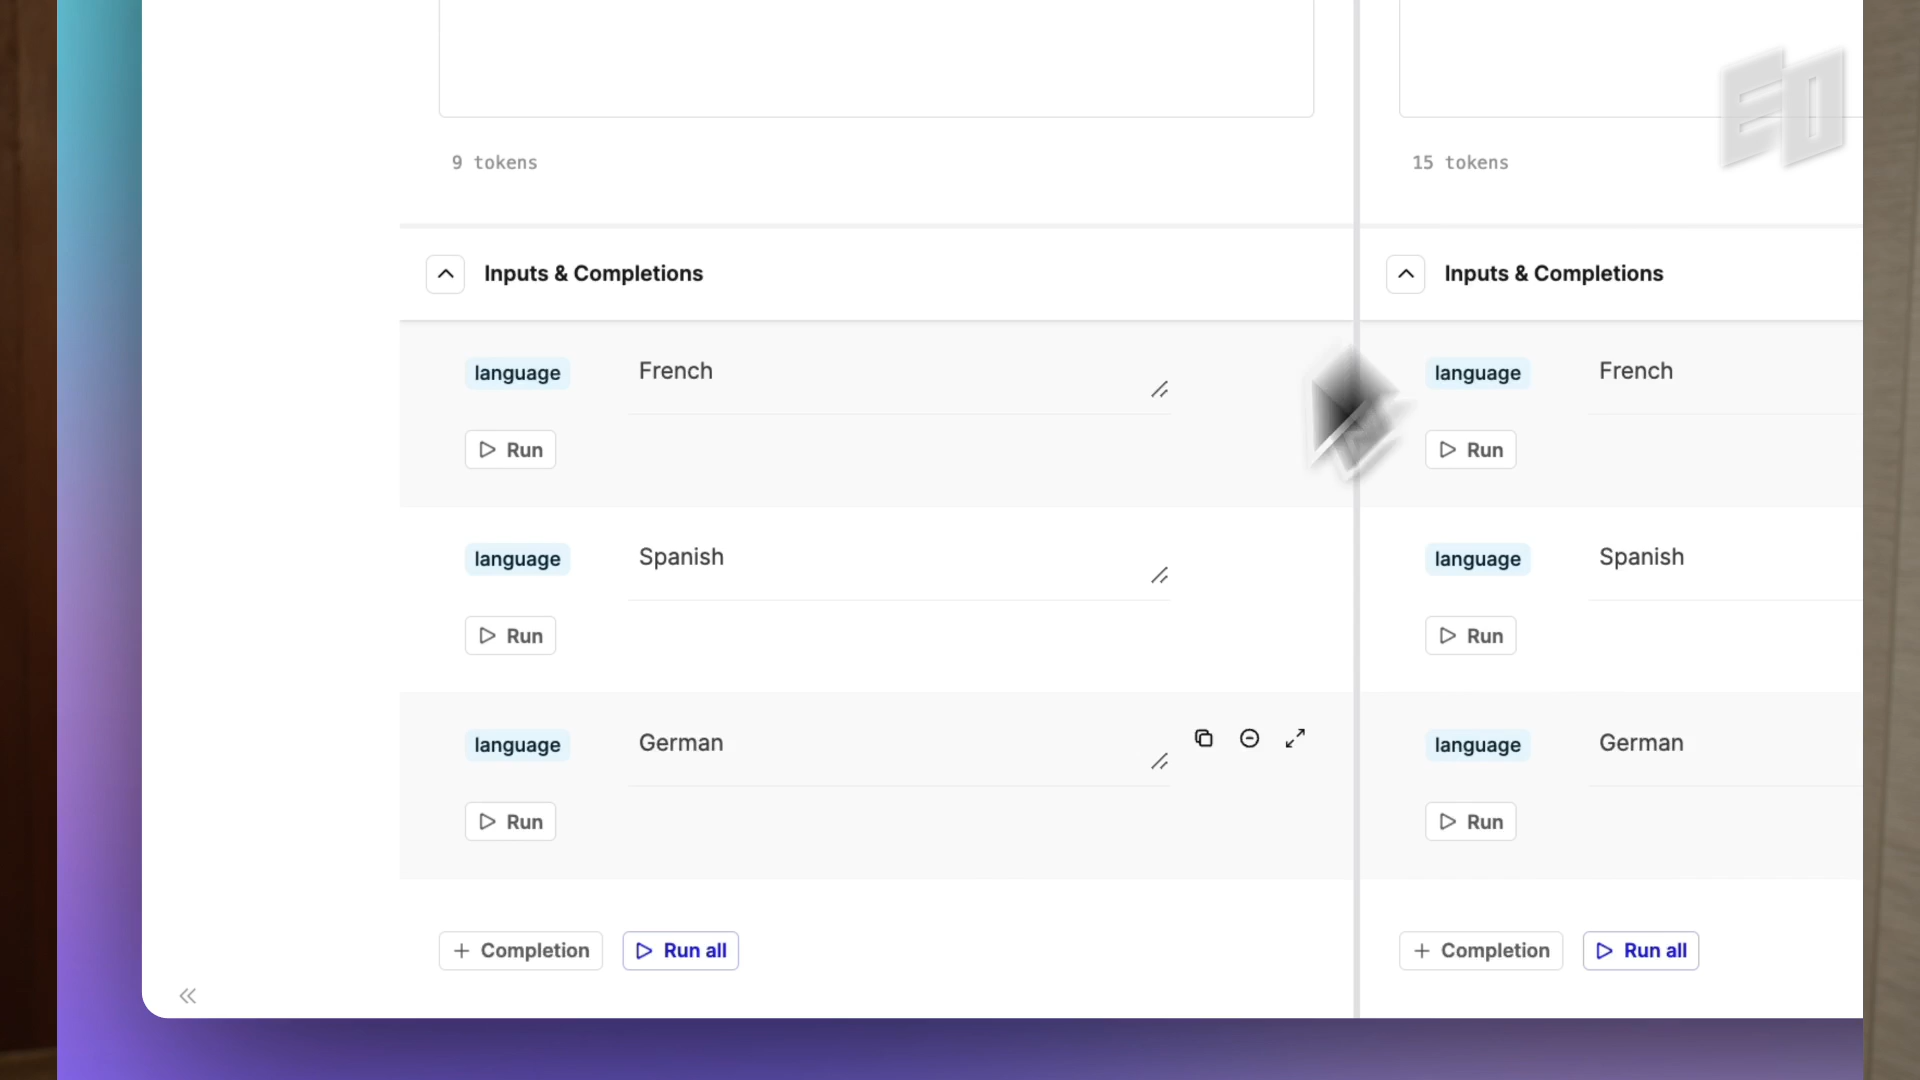 9 tokens
15 tokens
Inputs & Completions
Inputs & Completions
language French
language French
Run
Run
language Spanish
language Spanish
Run
Run
language German
language German
Run
Run
+ Completion Run all
+ Completion Run all
EO